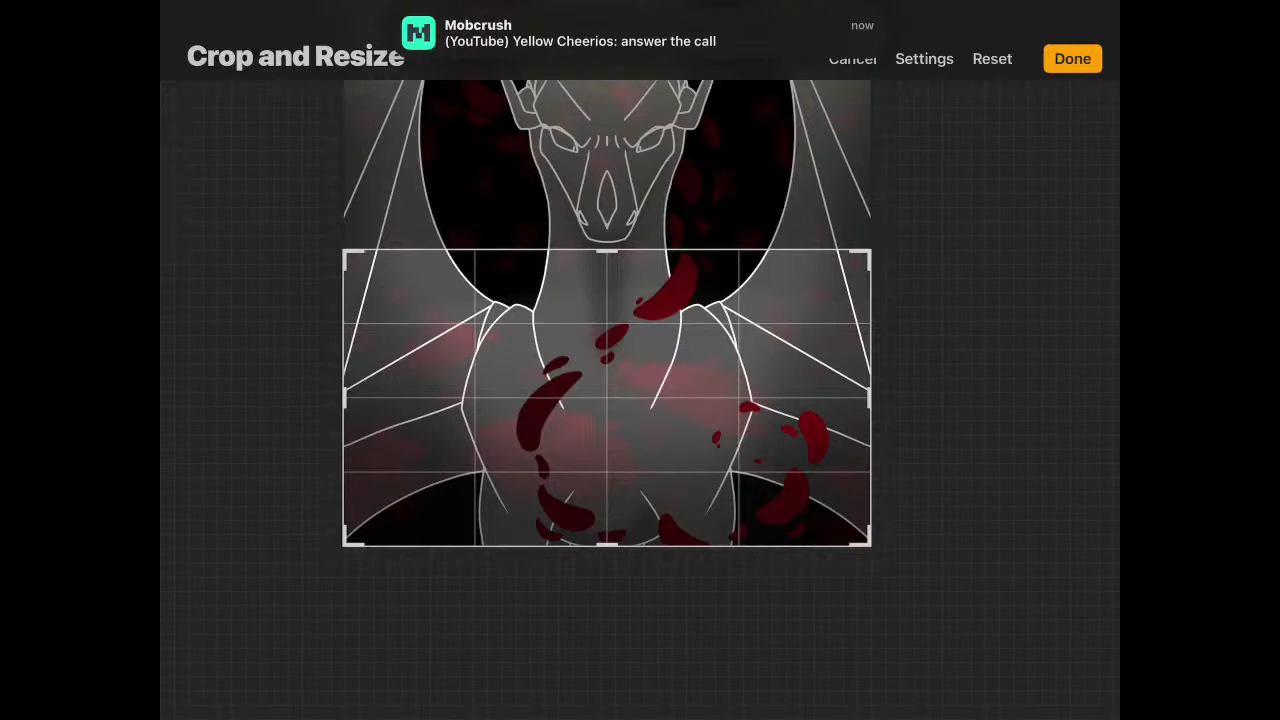 Mobcrush
now
(YouTube) Yellow Cheerios: answer the call
Crop and Resize
Cancel
Settings
Reset
Done